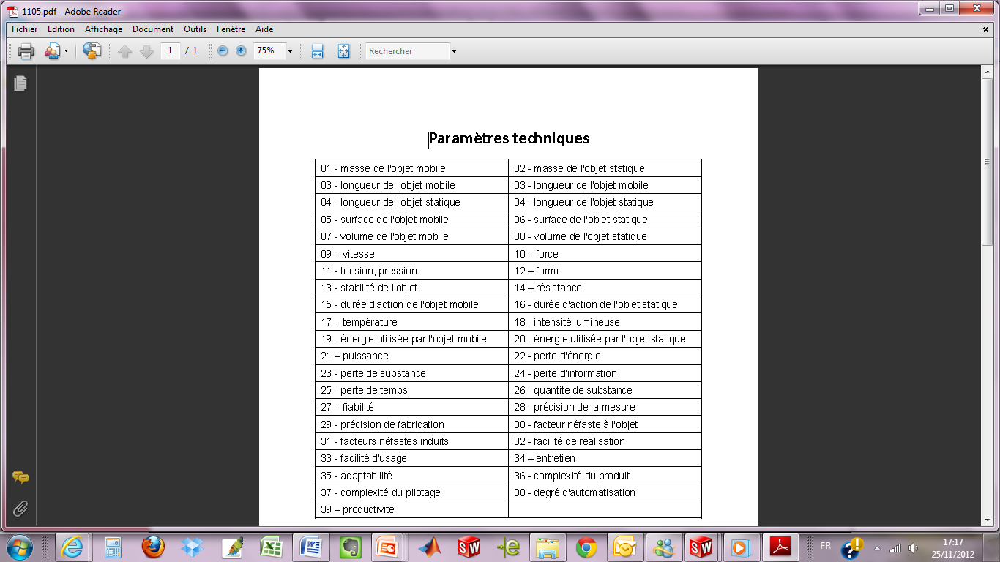 1105.pdf - Adobe Reader
Fichier Edition Affichage Document Outils Fenêtre Aide
1 / 1 75% Rechercher
Paramètres techniques
01 - masse de l'objet mobile 02 - masse de l'objet statique
03 - longueur de l'objet mobile 03 - longueur de l'objet mobile
04 - longueur de l'objet statique 04 - longueur de l'objet statique
05 - surface de l'objet mobile 06 - surface de l'objet statique
07 - volume de l'objet mobile 08 - volume de l'objet statique
09 – vitesse 10 – force
11 - tension, pression 12 – forme
13 - stabilité de l'objet 14 – résistance
15 - durée d'action de l'objet mobile 16 - durée d'action de l'objet statique
17 – température 18 - intensité lumineuse
19 - énergie utilisée par l'objet mobile 20 - énergie utilisée par l'objet statique
21 – puissance 22 - perte d'énergie
23 - perte de substance 24 - perte d'information
25 - perte de temps 26 - quantité de substance
27 – fiabilité 28 - précision de la mesure
29 - précision de fabrication 30 - facteur néfaste à l'objet
31 - facteurs néfastes induits 32 - facilité de réalisation
33 - facilité d'usage 34 – entretien
35 - adaptabilité 36 - complexité du produit
37 - complexité du pilotage 38 - degré d'automatisation
39 – productivité
FR 17:17
25/11/2012